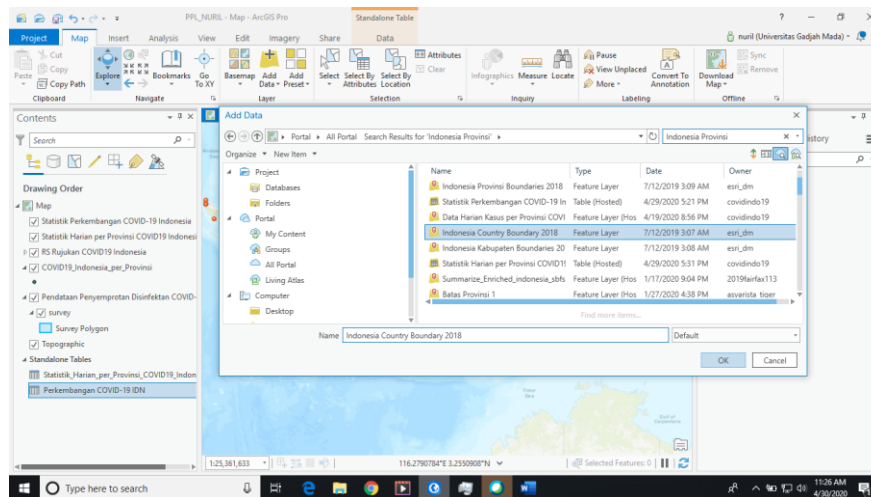 PPL_NURIL - Map - ArcGIS Pro
Standalone Table
?
Project Map Insert Analysis View Edit Imagery Share Data
nuril (Universitas Gadjah Mada)
Paste
Cut
Copy
Copy Path
Clipboard
Explore
Bookmarks
Go To XY
Navigate
Basemap
Add Data
Add Preset
Layer
Select
Select By Attributes
Select By Location
Attributes
Clear
Selection
Infographics
Measure
Locate
Inquiry
Pause
View Unplaced
More
Convert To Annotation
Labeling
Download Map
Sync
Remove
Offline
Contents
Search
Drawing Order
Map
Statistik Perkembangan COVID-19 Indonesia
Statistik Harian per Provinsi COVID19 Indonesi
RS Rujukan COVID19 Indonesia
COVID19_Indonesia_per_Provinsi
Pendataan Penyemprotan Disinfektan COVID-
survey
Survey Polygon
Topographic
Standalone Tables
Statistik_Harian_per_Provinsi_COVID19_Indon
Perkembangan COVID-19 IDN
Add Data
Portal All Portal Search Results for 'Indonesia Provinsi'
Indonesia Provinsi
Organize New Item
Project
Databases
Folders
Portal
My Content
Groups
All Portal
Living Atlas
Computer
Desktop
Name Type Date Owner
Indonesia Provinsi Boundaries 2018 Feature Layer 7/12/2019 3:09 AM esri_dm
Statistik Perkembangan COVID-19 In Table (Hosted) 4/29/2020 5:21 PM covidindo19
Data Harian Kasus per Provinsi COVI Feature Layer (Hos 4/19/2020 8:56 PM covidindo19
Indonesia Country Boundary 2018 Feature Layer 7/12/2019 3:07 AM esri_dm
Indonesia Kabupaten Boundaries 20 Feature Layer 7/12/2019 3:08 AM esri_dm
Statistik Harian per Provinsi COVID19 Table (Hosted) 4/29/2020 5:31 PM covidindo19
Summarize_Enriched_indonesia_sbfs Feature Layer (Hos 1/17/2020 9:04 PM 2019fairfax113
Batas Provinsi 1 Feature Layer (Hos 1/27/2020 4:38 PM asvarista_tiger
Find more items...
Name Indonesia Country Boundary 2018
Default
OK Cancel
istory
1:25,361,633
116.2790784°E 3.2550908°N
Selected Features: 0
Type here to search
11:26 AM
4/30/2020